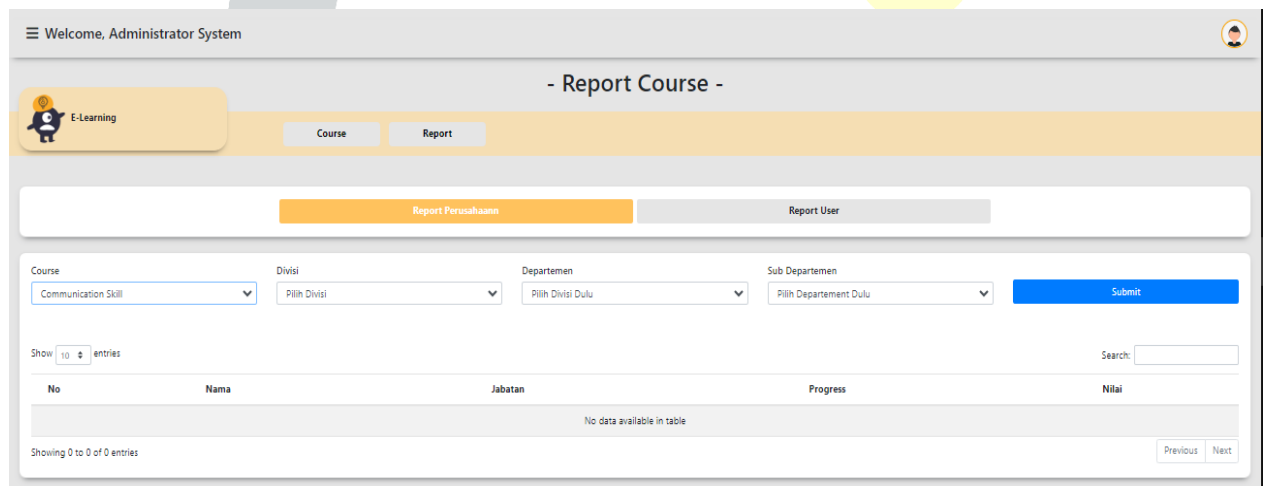 ☰ Welcome, Administrator System
- Report Course -
E-Learning
Course Report
Report Perusahaann Report User
Course Divisi Departemen Sub Departemen
Communication Skill Pilih Divisi Pilih Divisi Dulu Pilih Departement Dulu Submit
Show 10 entries Search:
No Nama Jabatan Progress Nilai
No data available in table
Showing 0 to 0 of 0 entries Previous Next